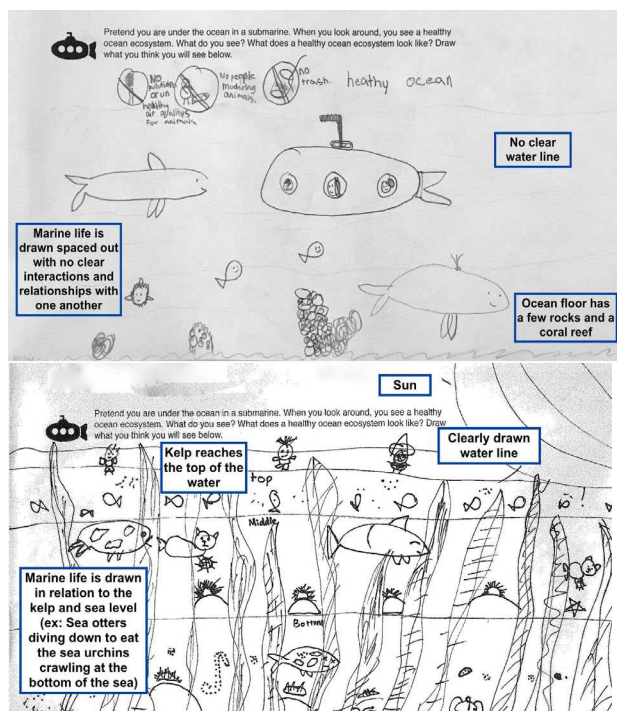 Pretend you are under the ocean in a submarine. When you look around, you see a healthy
ocean ecosystem. What do you see? What does a healthy ocean ecosystem look like? Draw
what you think you will see below.
No
or un
healthy
air qualitys
For animals
No people
animals.
no
trash.
heathy ocean
No clear
water line
Marine life is
drawn spaced out
with no clear
interactions and
relationships with
one another
Ocean floor has
a few rocks and a
coral reef
Sun
Pretend you are under the ocean in a submarine. When you look around, you see a healthy
ocean ecosystem. What do you see? What does a healthy ocean ecosystem look like? Draw
what you think you will see below.
Clearly drawn
water line
Kelp reaches
the top of the
water
top
Middle
Marine life is drawn
in relation to the
kelp and sea level
(ex: Sea otters
diving down to eat
the sea urchins
crawling at the
bottom of the sea)
Bottom